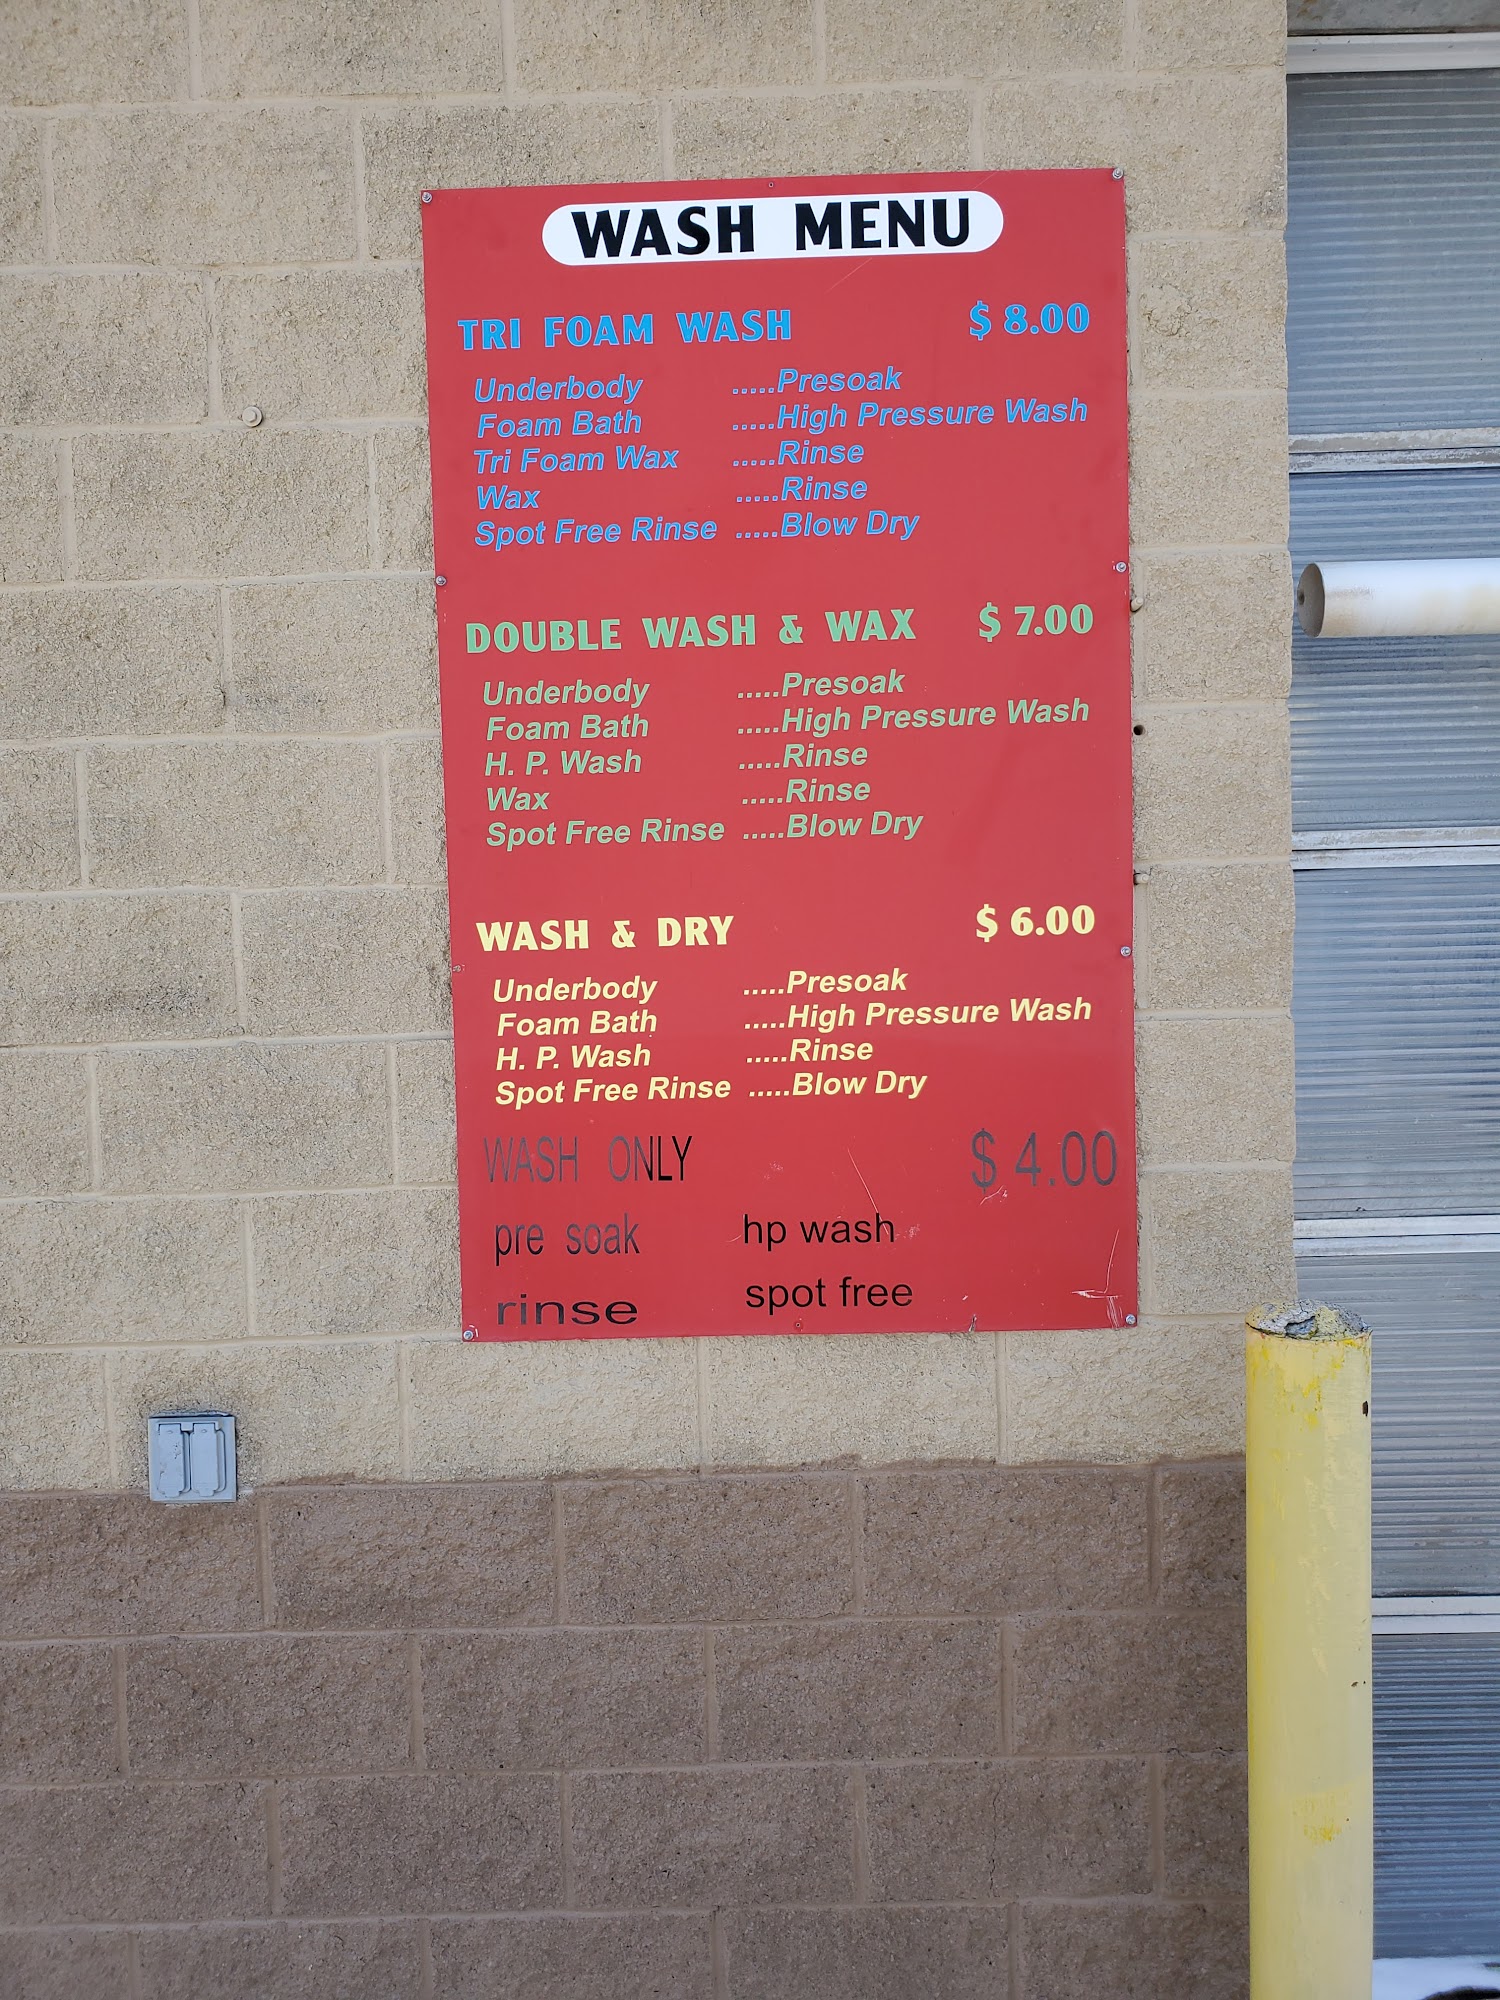 WASH MENU
TRI FOAM WASH $ 8.00
Underbody .....Presoak
Foam Bath .....High Pressure Wash
Tri Foam Wax .....Rinse
Wax .....Rinse
Spot Free Rinse .....Blow Dry
DOUBLE WASH & WAX $ 7.00
Underbody .....Presoak
Foam Bath .....High Pressure Wash
H. P. Wash .....Rinse
Wax .....Rinse
Spot Free Rinse .....Blow Dry
WASH & DRY $ 6.00
Underbody .....Presoak
Foam Bath .....High Pressure Wash
H. P. Wash .....Rinse
Spot Free Rinse .....Blow Dry
WASH ONLY $ 4.00
pre soak hp wash
rinse spot free